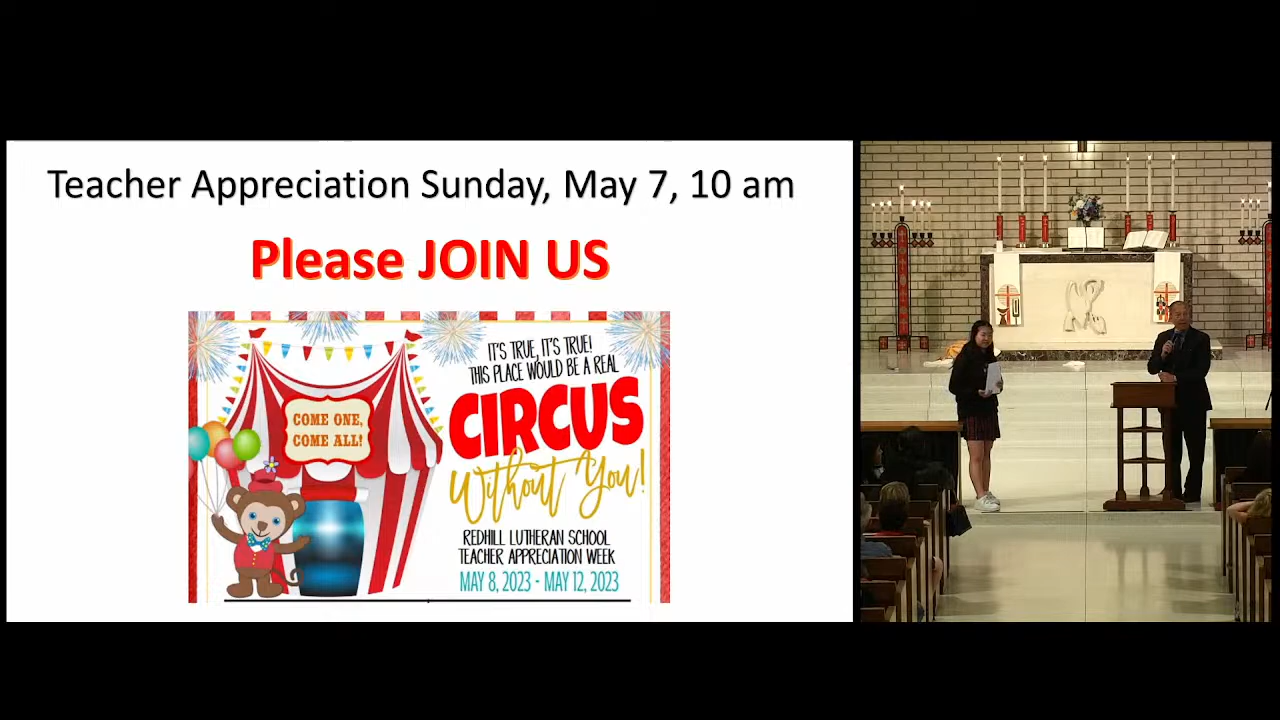 Teacher Appreciation Sunday, May 7, 10 am
Please JOIN US
COME ONE,
COME ALL!
IT'S TRUE, IT'S TRUE!
THIS PLACE WOULD BE A REAL
CIRCUS
Without You!
REDHILL LUTHERAN SCHOOL
TEACHER APPRECIATION WEEK
MAY 8, 2023 - MAY 12, 2023